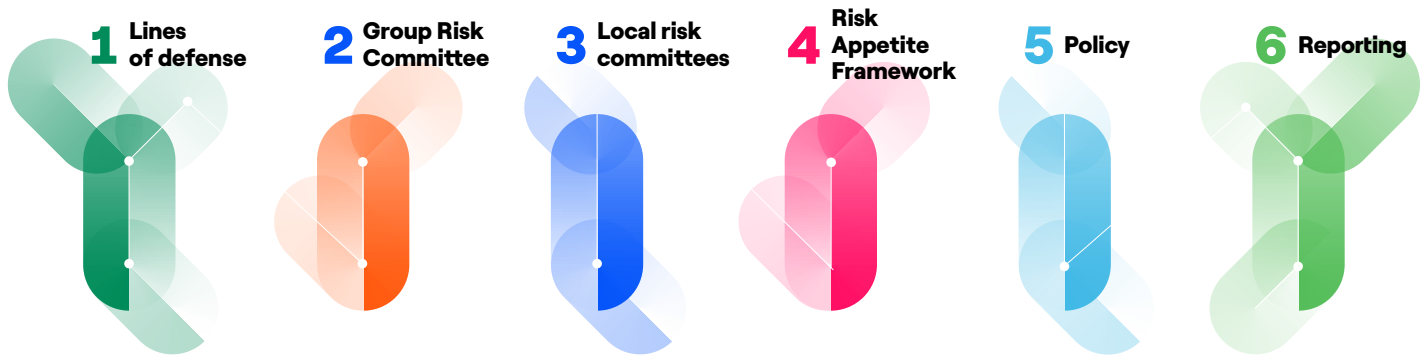 1 Lines
of defense
2 Group Risk
Committee
3 Local risk
committees
4 Risk
Appetite
Framework
5 Policy
6 Reporting